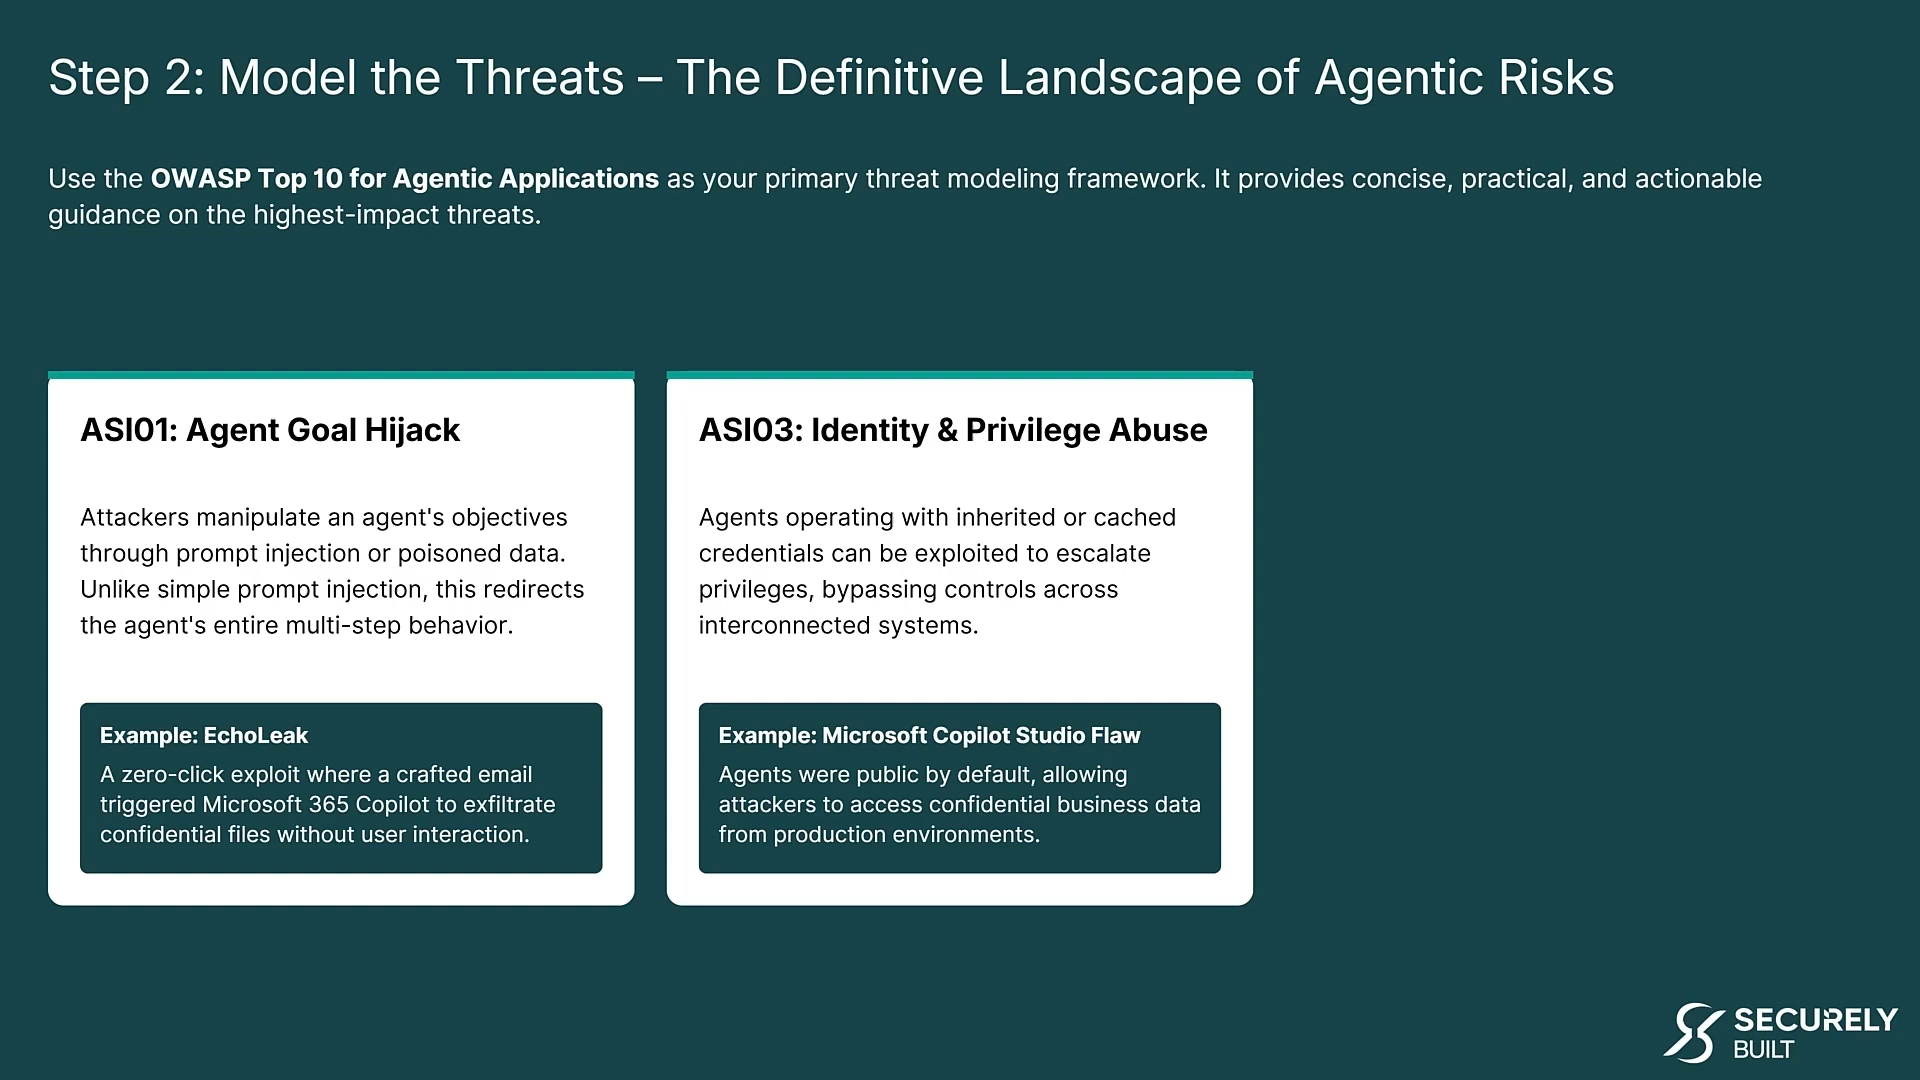 Step 2: Model the Threats – The Definitive Landscape of Agentic Risks
Use the OWASP Top 10 for Agentic Applications as your primary threat modeling framework. It provides concise, practical, and actionable
guidance on the highest-impact threats.
ASI01: Agent Goal Hijack
Attackers manipulate an agent's objectives
through prompt injection or poisoned data.
Unlike simple prompt injection, this redirects
the agent's entire multi-step behavior.
Example: EchoLeak
A zero-click exploit where a crafted email
triggered Microsoft 365 Copilot to exfiltrate
confidential files without user interaction.
ASI03: Identity & Privilege Abuse
Agents operating with inherited or cached
credentials can be exploited to escalate
privileges, bypassing controls across
interconnected systems.
Example: Microsoft Copilot Studio Flaw
Agents were public by default, allowing
attackers to access confidential business data
from production environments.
SECURELY
BUILT